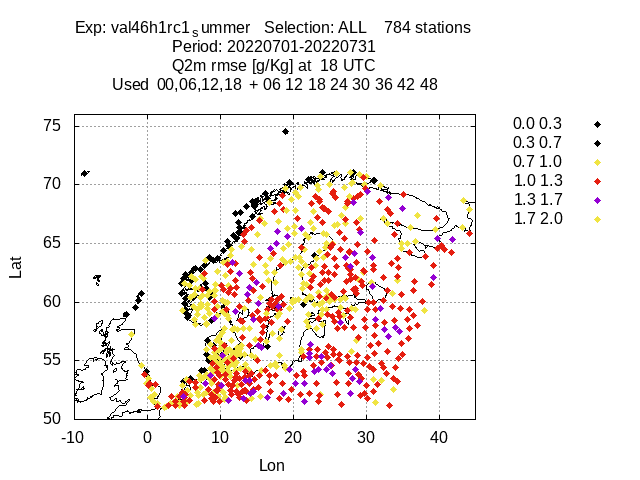 Exp: val46h1rc1summer Selection: ALL 784 stations
Period: 20220701-20220731
Q2m rmse [g/Kg] at 18 UTC
Used 00,06,12,18 + 06 12 18 24 30 36 42 48
75
70
65
60
55
50
-10 0 10 20 30 40
Lat
Lon
0.0 0.3
0.3 0.7
0.7 1.0
1.0 1.3
1.3 1.7
1.7 2.0